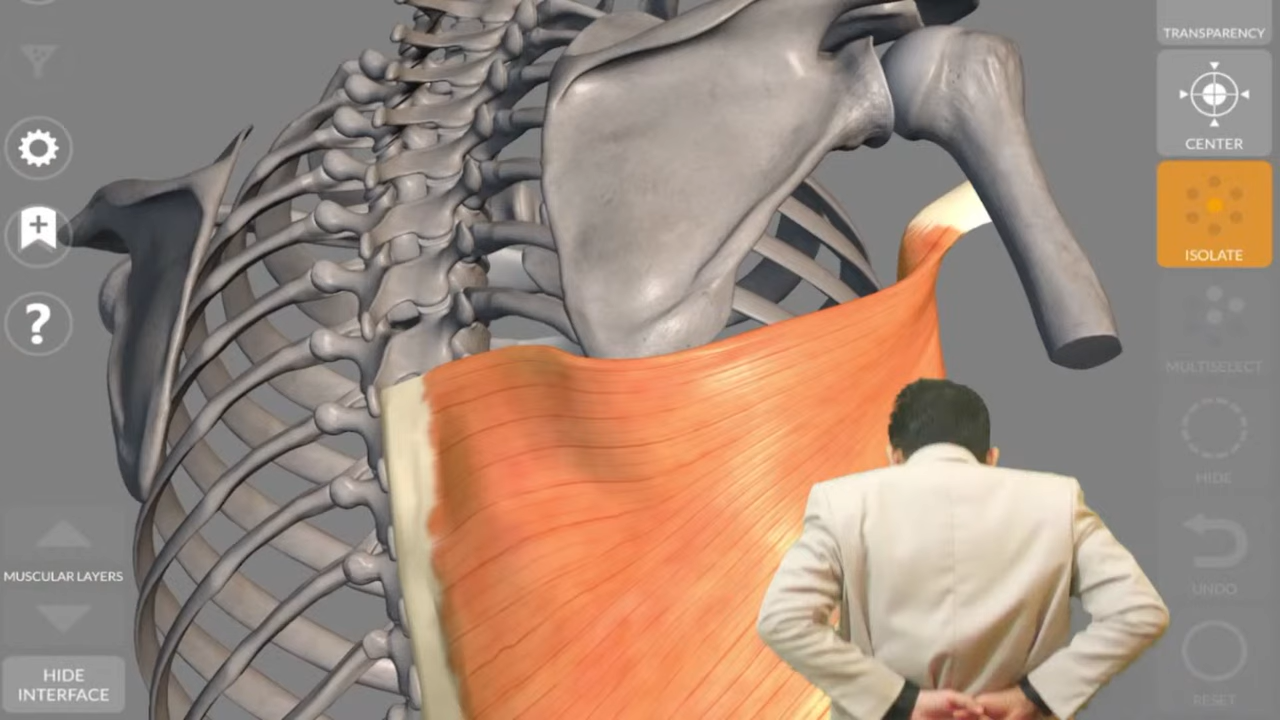 TRANSPARENCY
CENTER
ISOLATE
MULTISELECT
HIDE
UNDO
RESET
?
MUSCULAR LAYERS
HIDE
INTERFACE